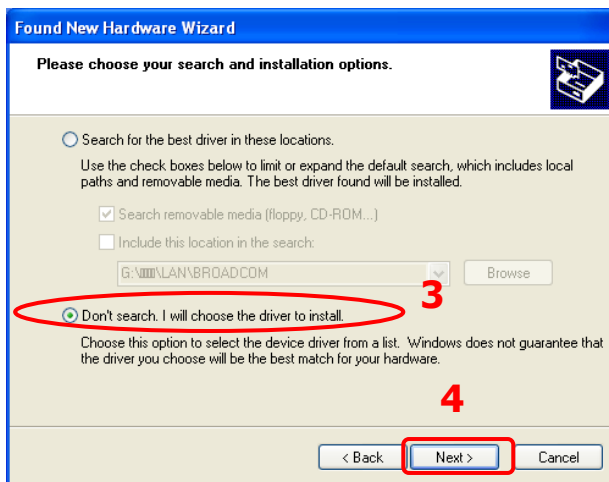 Found New Hardware Wizard
Please choose your search and installation options.
Search for the best driver in these locations.
Use the check boxes below to limit or expand the default search, which includes local
paths and removable media. The best driver found will be installed.
Search removable media (floppy, CD-ROM...)
Include this location in the search:
G:\\LAN\BROADCOM
Browse
3
Don't search. I will choose the driver to install.
Choose this option to select the device driver from a list. Windows does not guarantee that
the driver you choose will be the best match for your hardware.
4
< Back
Next >
Cancel